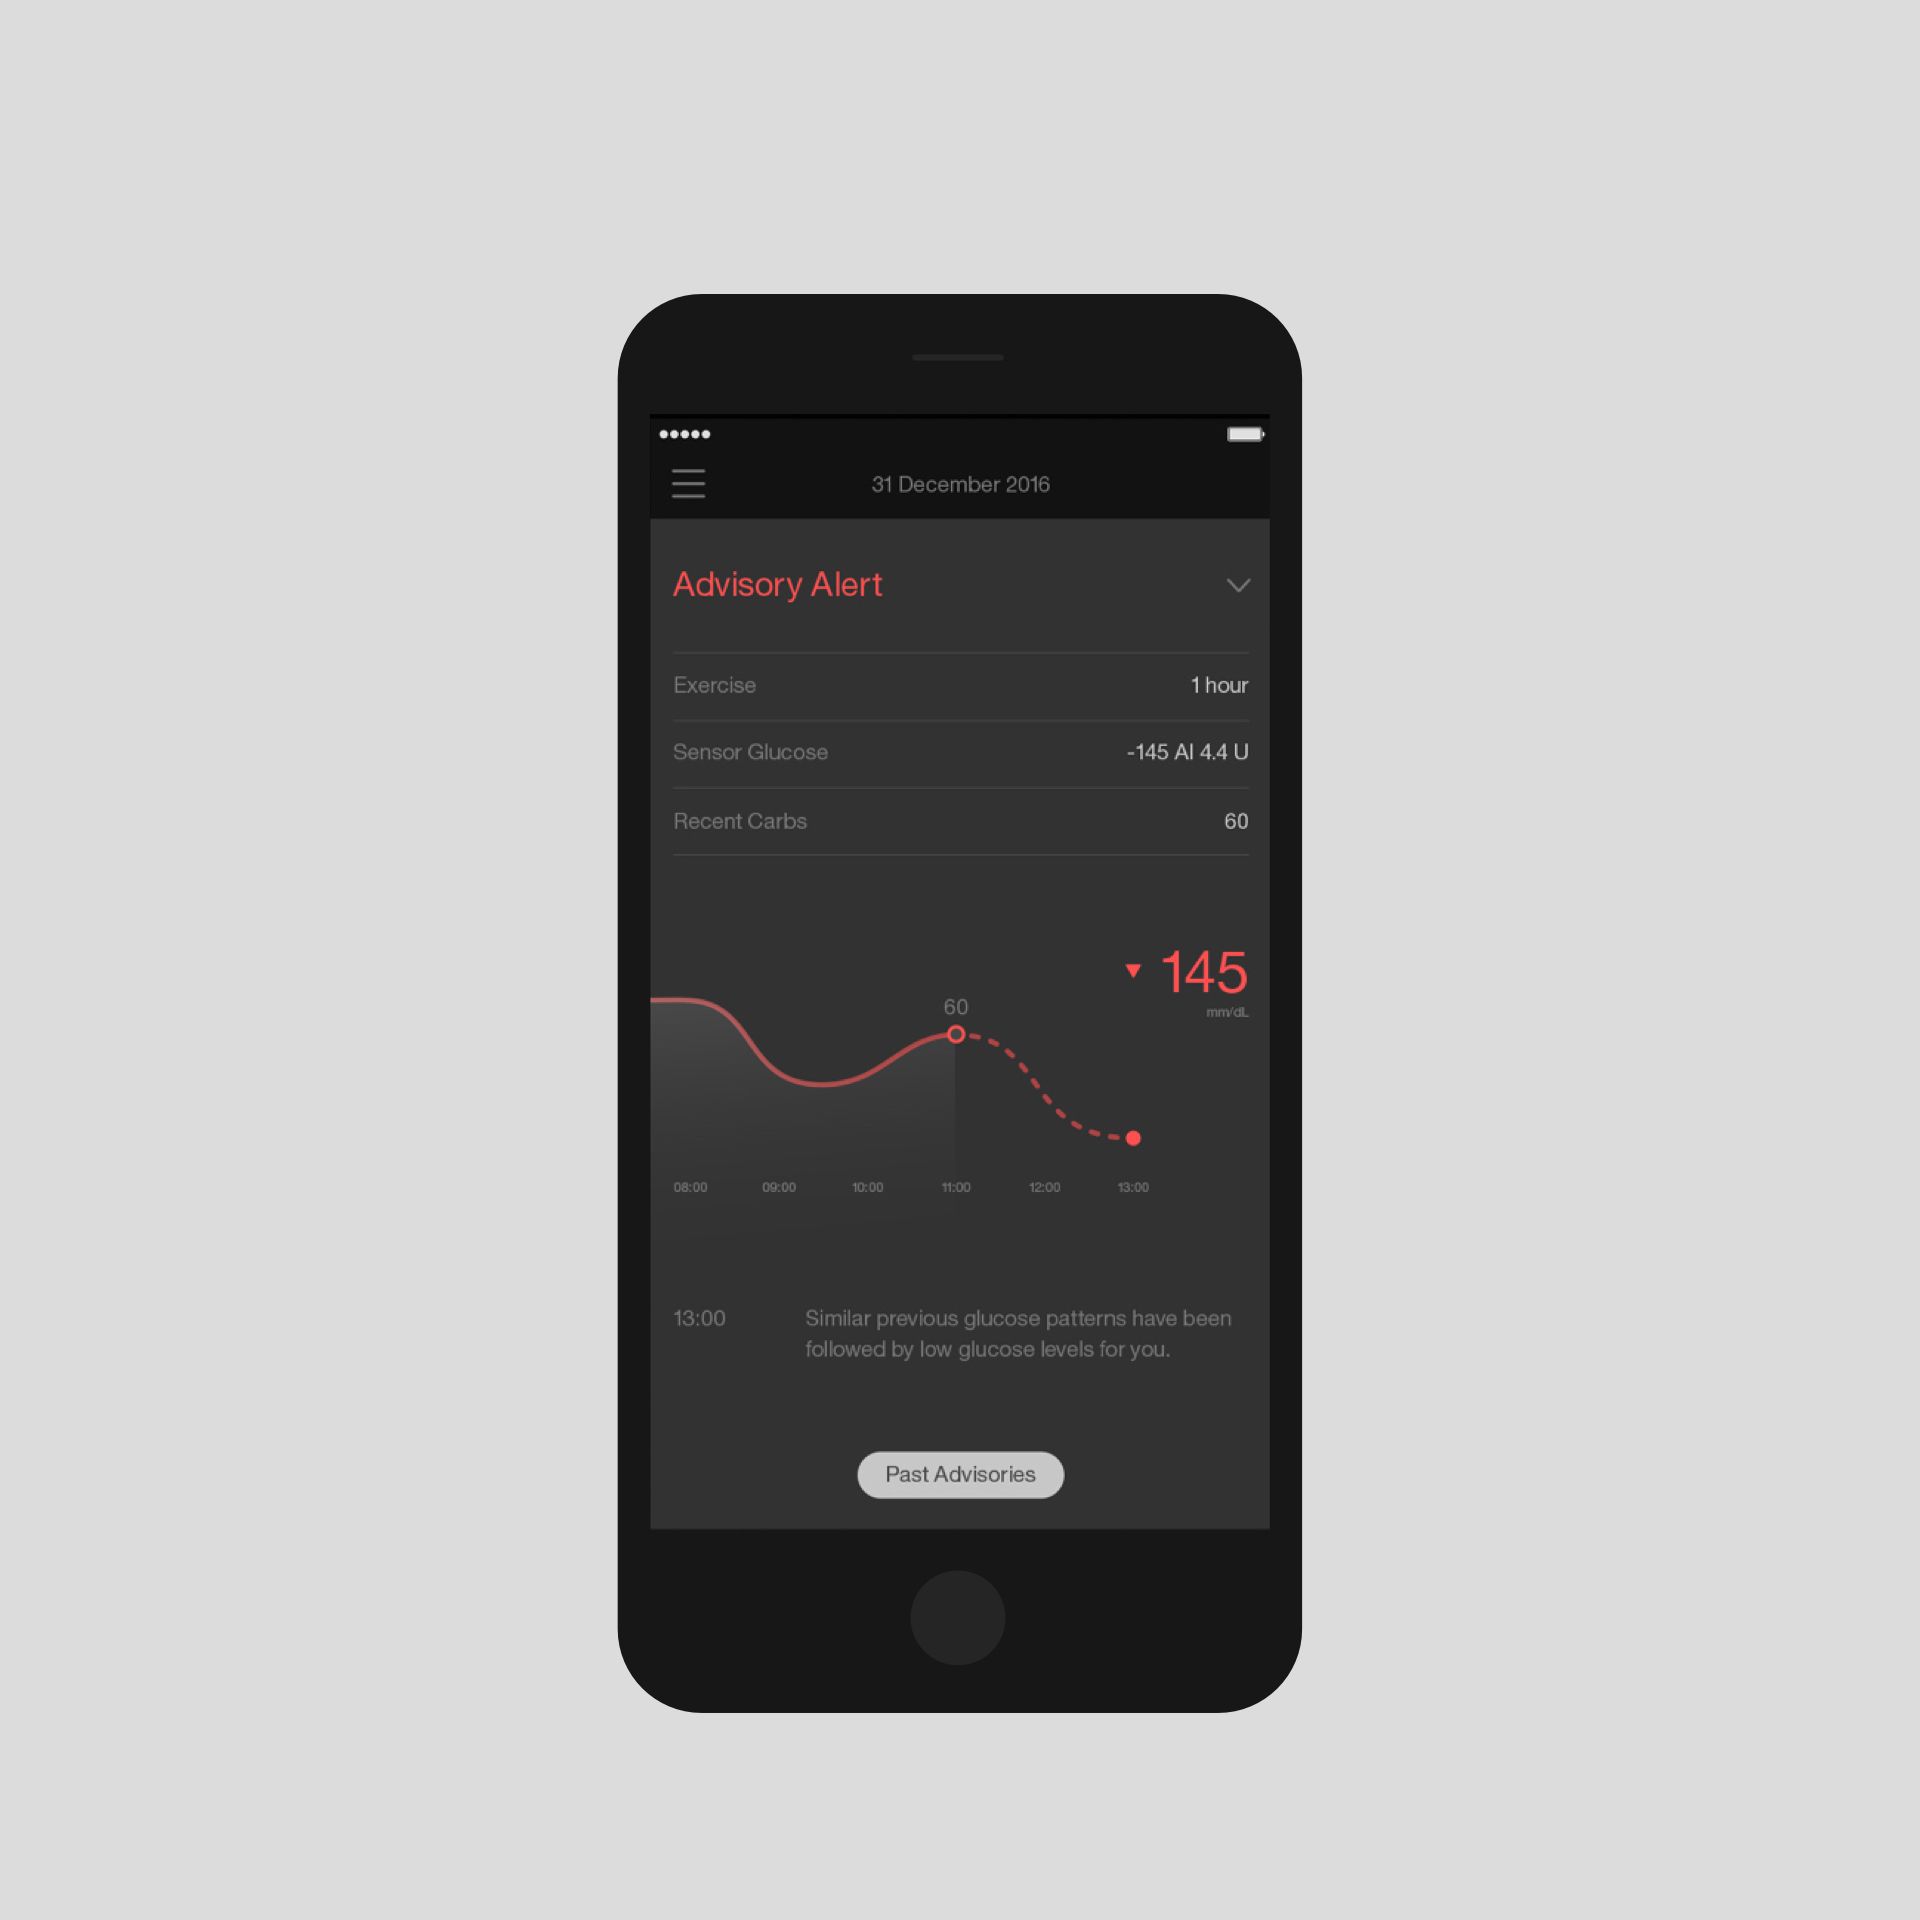 31 December 2016
Advisory Alert
Exercise 1 hour
Sensor Glucose -145 AI 4.4 U
Recent Carbs 60
145
mm/dL
60
08:00 09:00 10:00 11:00 12:00 13:00
13:00 Similar previous glucose patterns have been
followed by low glucose levels for you.
Past Advisories